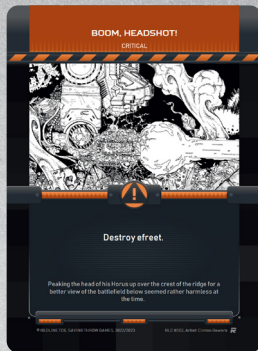 BOOM, HEADSHOT!
CRITICAL
Destroy efreet.
Peaking the head of his Horus up over the crest of the ridge for a
better view of the battlefield below seemed rather harmless at
the time.